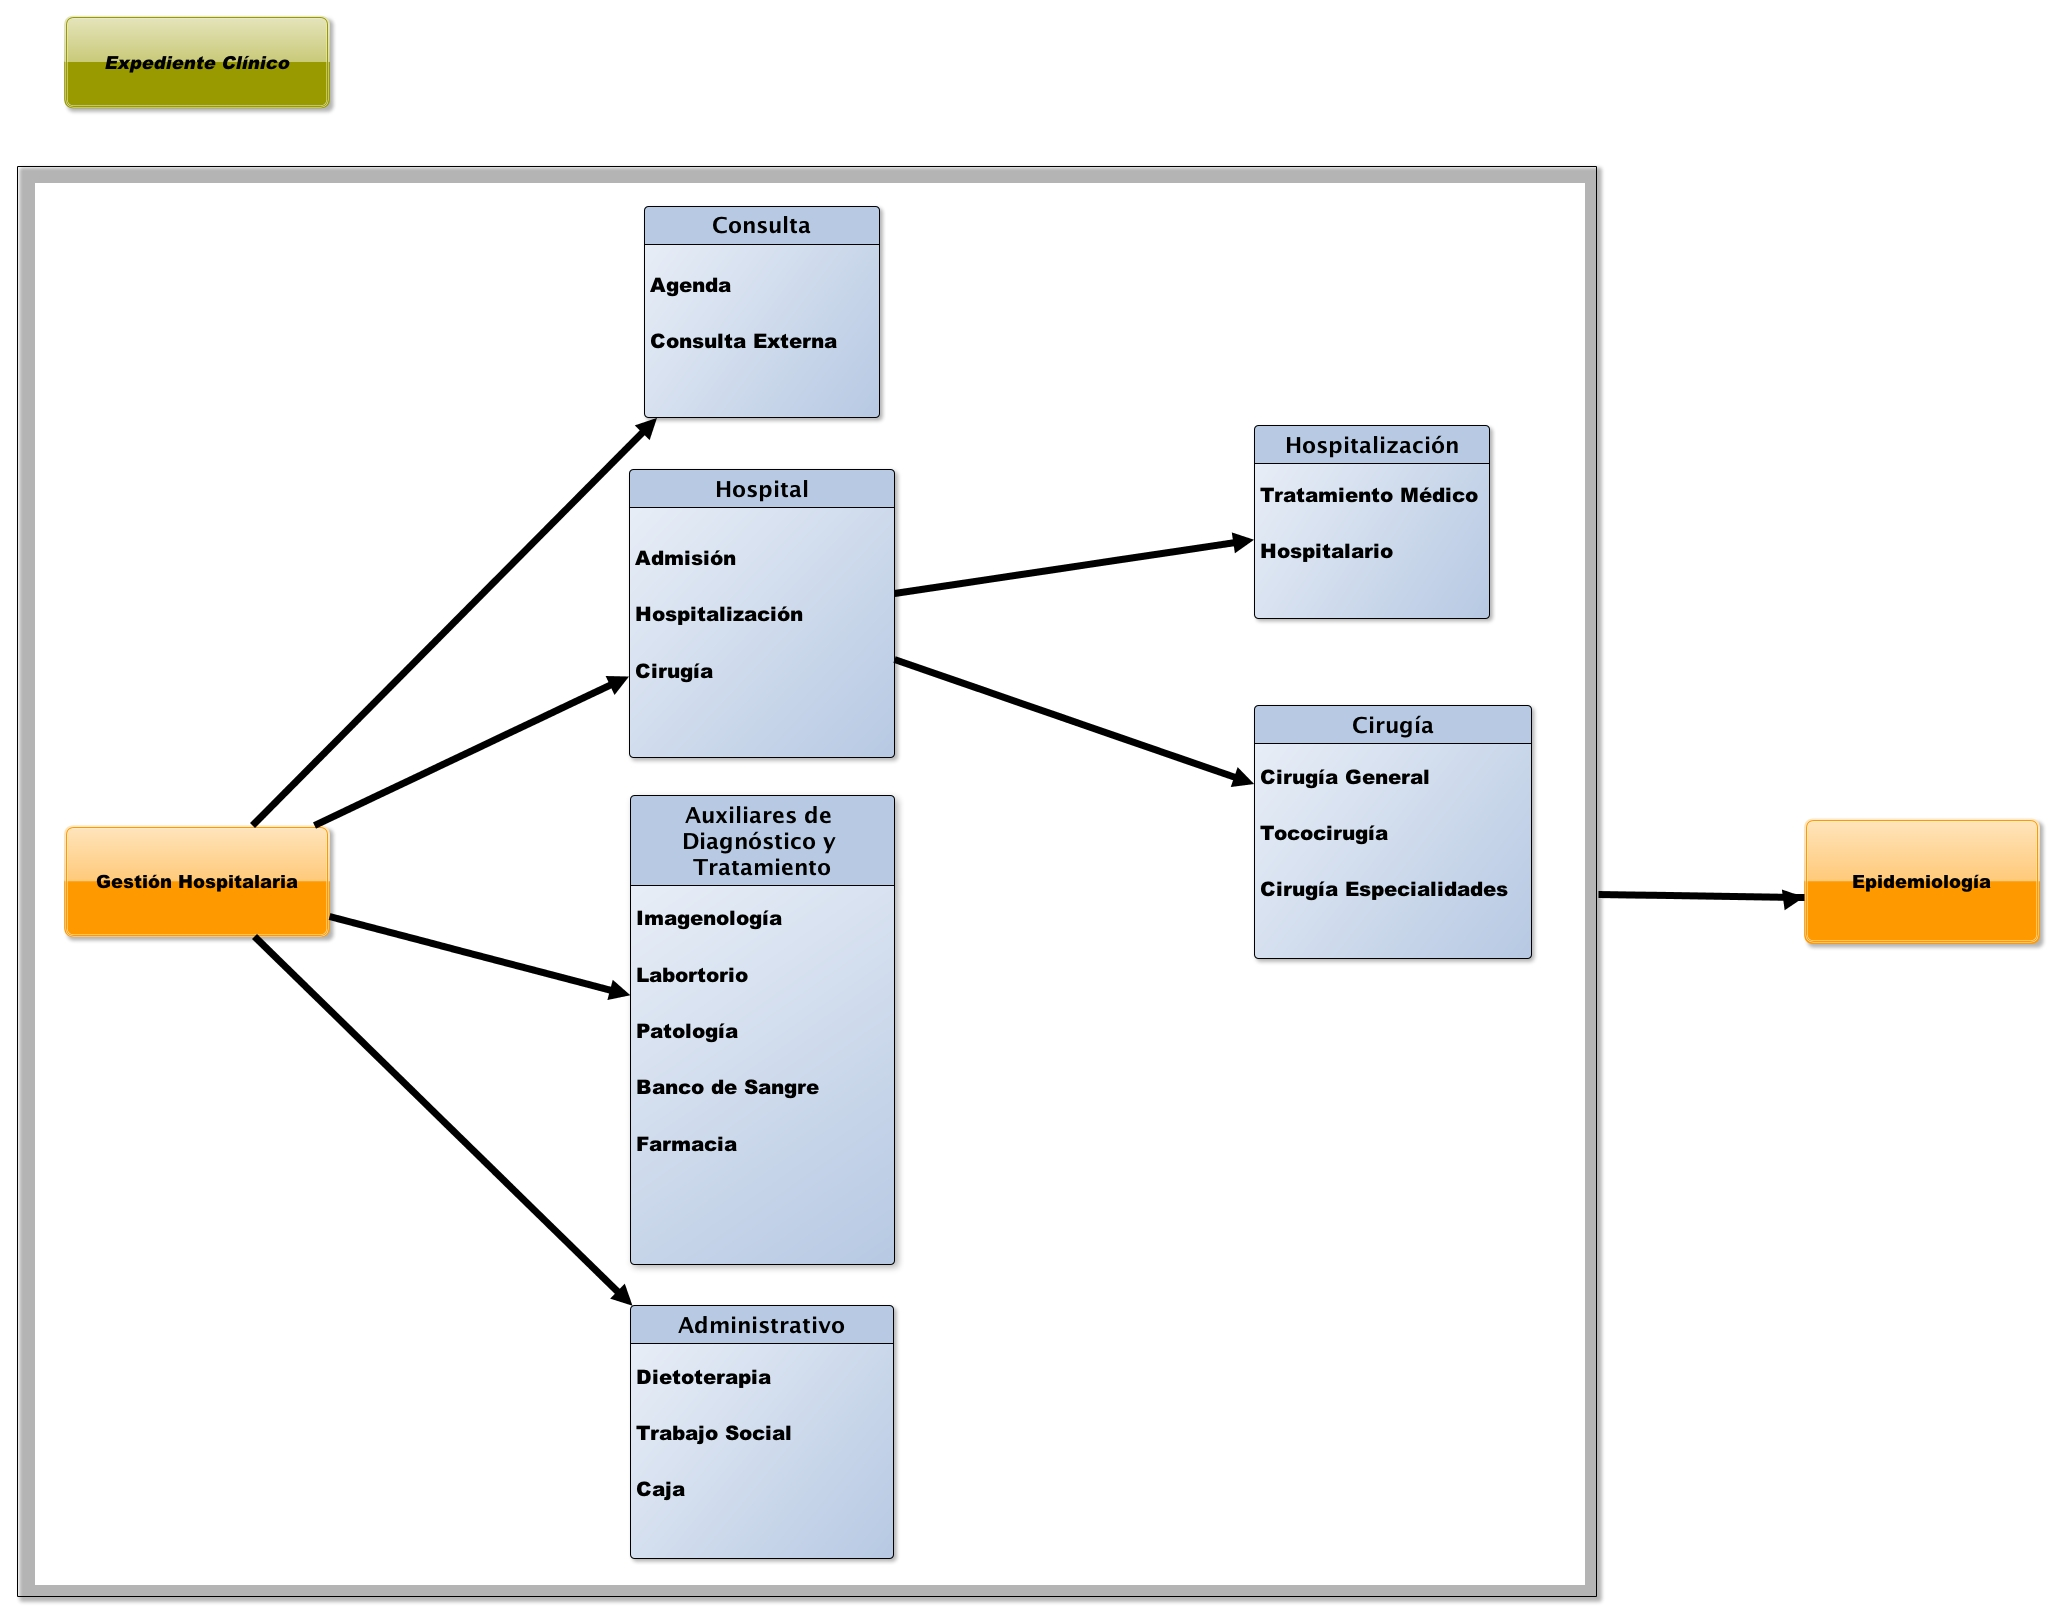 Expediente Clínico
Consulta
Agenda
Consulta Externa
Hospital
Admisión
Hospitalización
Cirugía
Hospitalización
Tratamiento Médico
Hospitalario
Cirugía
Cirugía General
Tococirugía
Cirugía Especialidades
Gestión Hospitalaria
Auxiliares de
Diagnóstico y
Tratamiento
Imagenología
Labortorio
Patología
Banco de Sangre
Farmacia
Administrativo
Dietoterapia
Trabajo Social
Caja
Epidemiología